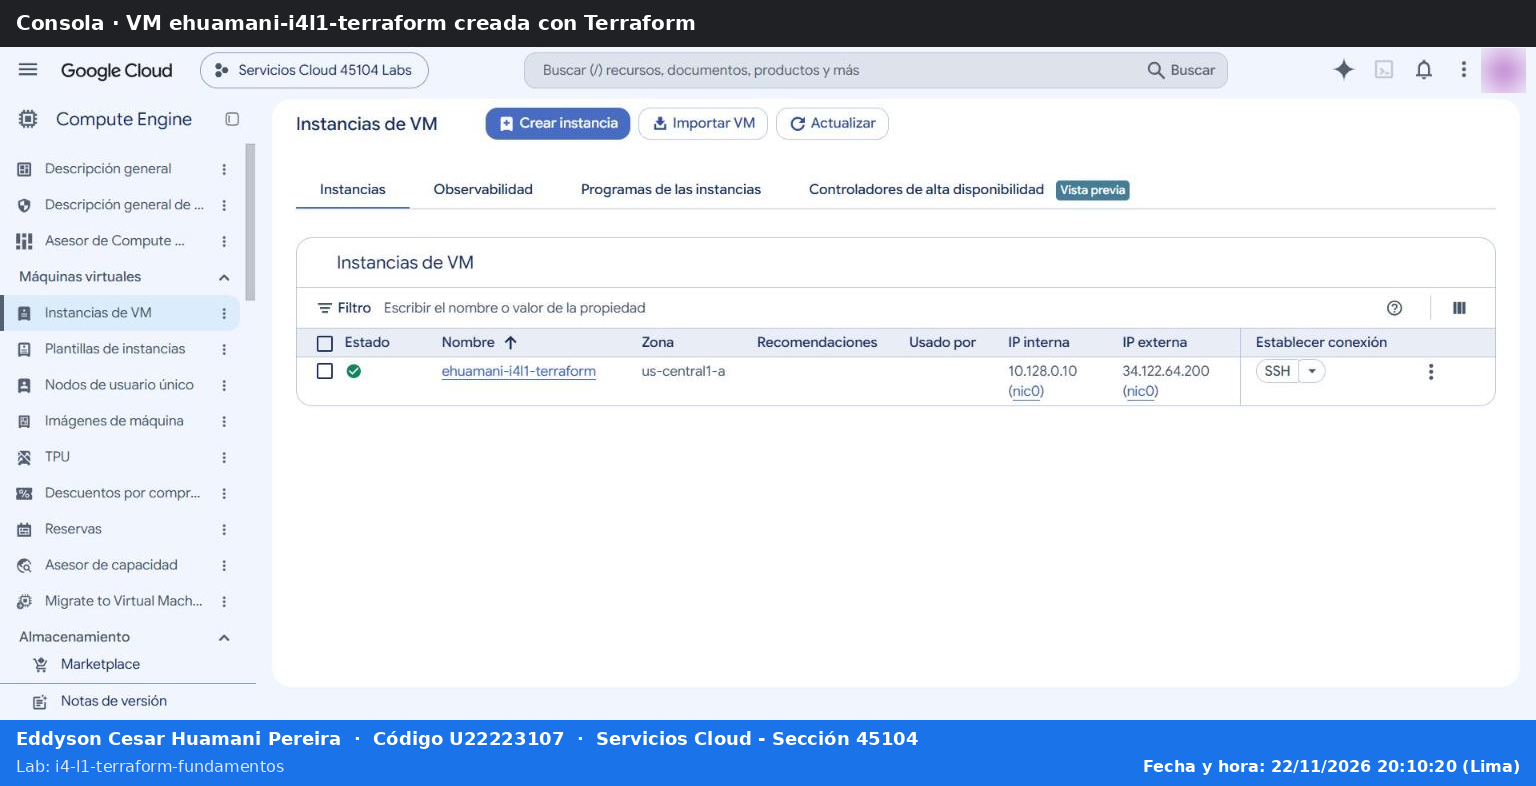 Consola · VM ehuamani-i4l1-terraform creada con Terraform
Google Cloud
Servicios Cloud 45104 Labs
Buscar (/) recursos, documentos, productos y más
Buscar
Compute Engine
Descripción general
Descripción general de ...
Asesor de Compute ...
Máquinas virtuales
Instancias de VM
Plantillas de instancias
Nodos de usuario único
Imágenes de máquina
TPU
Descuentos por compr...
Reservas
Asesor de capacidad
Migrate to Virtual Mach...
Almacenamiento
Marketplace
Notas de versión
Instancias de VM
Crear instancia
Importar VM
Actualizar
Instancias
Observabilidad
Programas de las instancias
Controladores de alta disponibilidad
Vista previa
Instancias de VM
Filtro Escribir el nombre o valor de la propiedad
Estado Nombre Zona Recomendaciones Usado por IP interna IP externa Establecer conexión
ehuamani-i4l1-terraform us-central1-a 10.128.0.10 34.122.64.200 SSH
(nic0) (nic0)
Eddyson Cesar Huamani Pereira · Código U22223107 · Servicios Cloud - Sección 45104
Lab: i4-l1-terraform-fundamentos
Fecha y hora: 22/11/2026 20:10:20 (Lima)